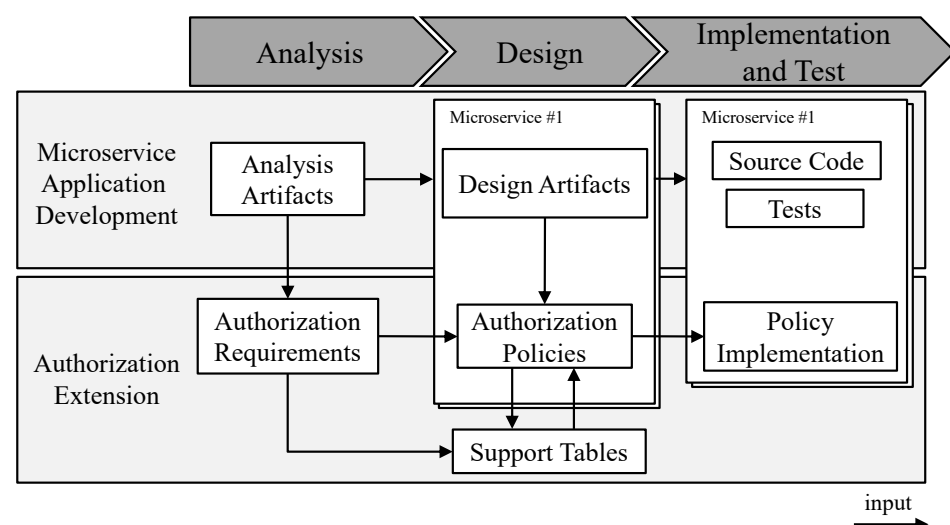 Analysis
Design
Implementation
and Test
Microservice
Application
Development
Analysis
Artifacts
Microservice #1
Design Artifacts
Microservice #1
Source Code
Tests
Authorization
Extension
Authorization
Requirements
Authorization
Policies
Policy
Implementation
Support Tables
input